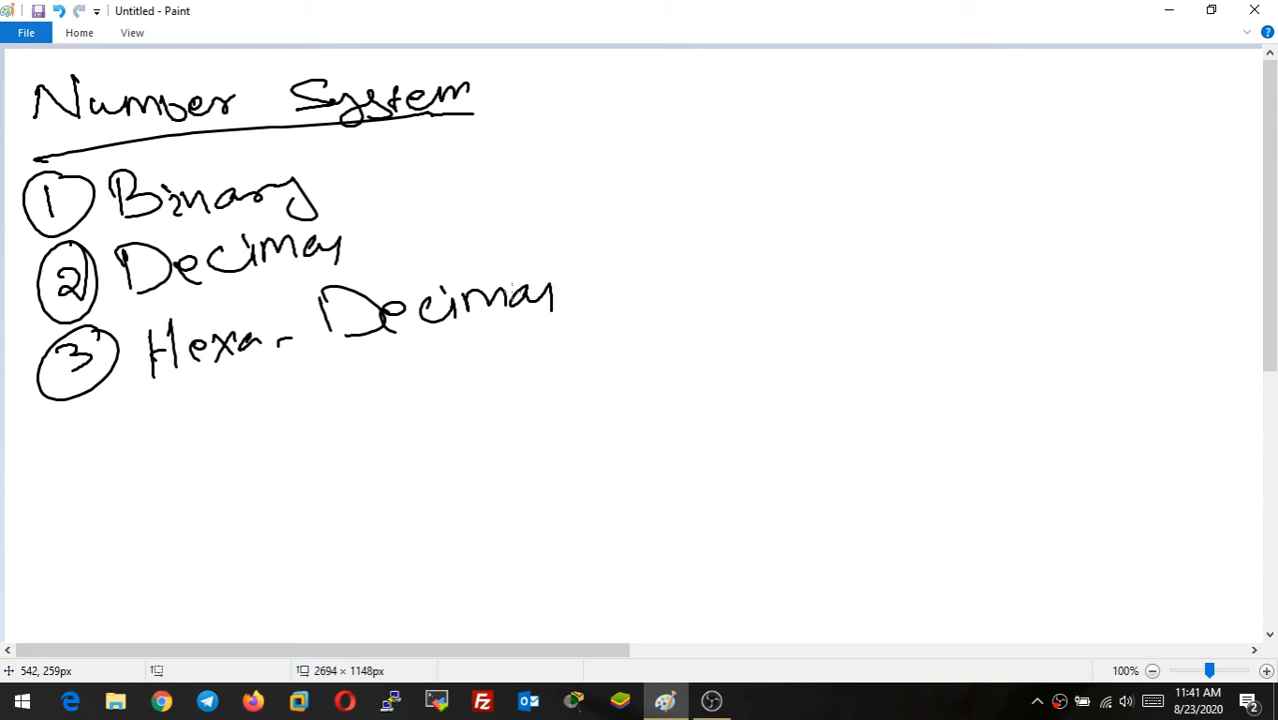 Untitled - Paint
File Home View
Number System
1 Binary
2 Decimal
3 Hexa- Decimal
542, 259px
2694 × 1148px
100%
11:41 AM
8/23/2020
2